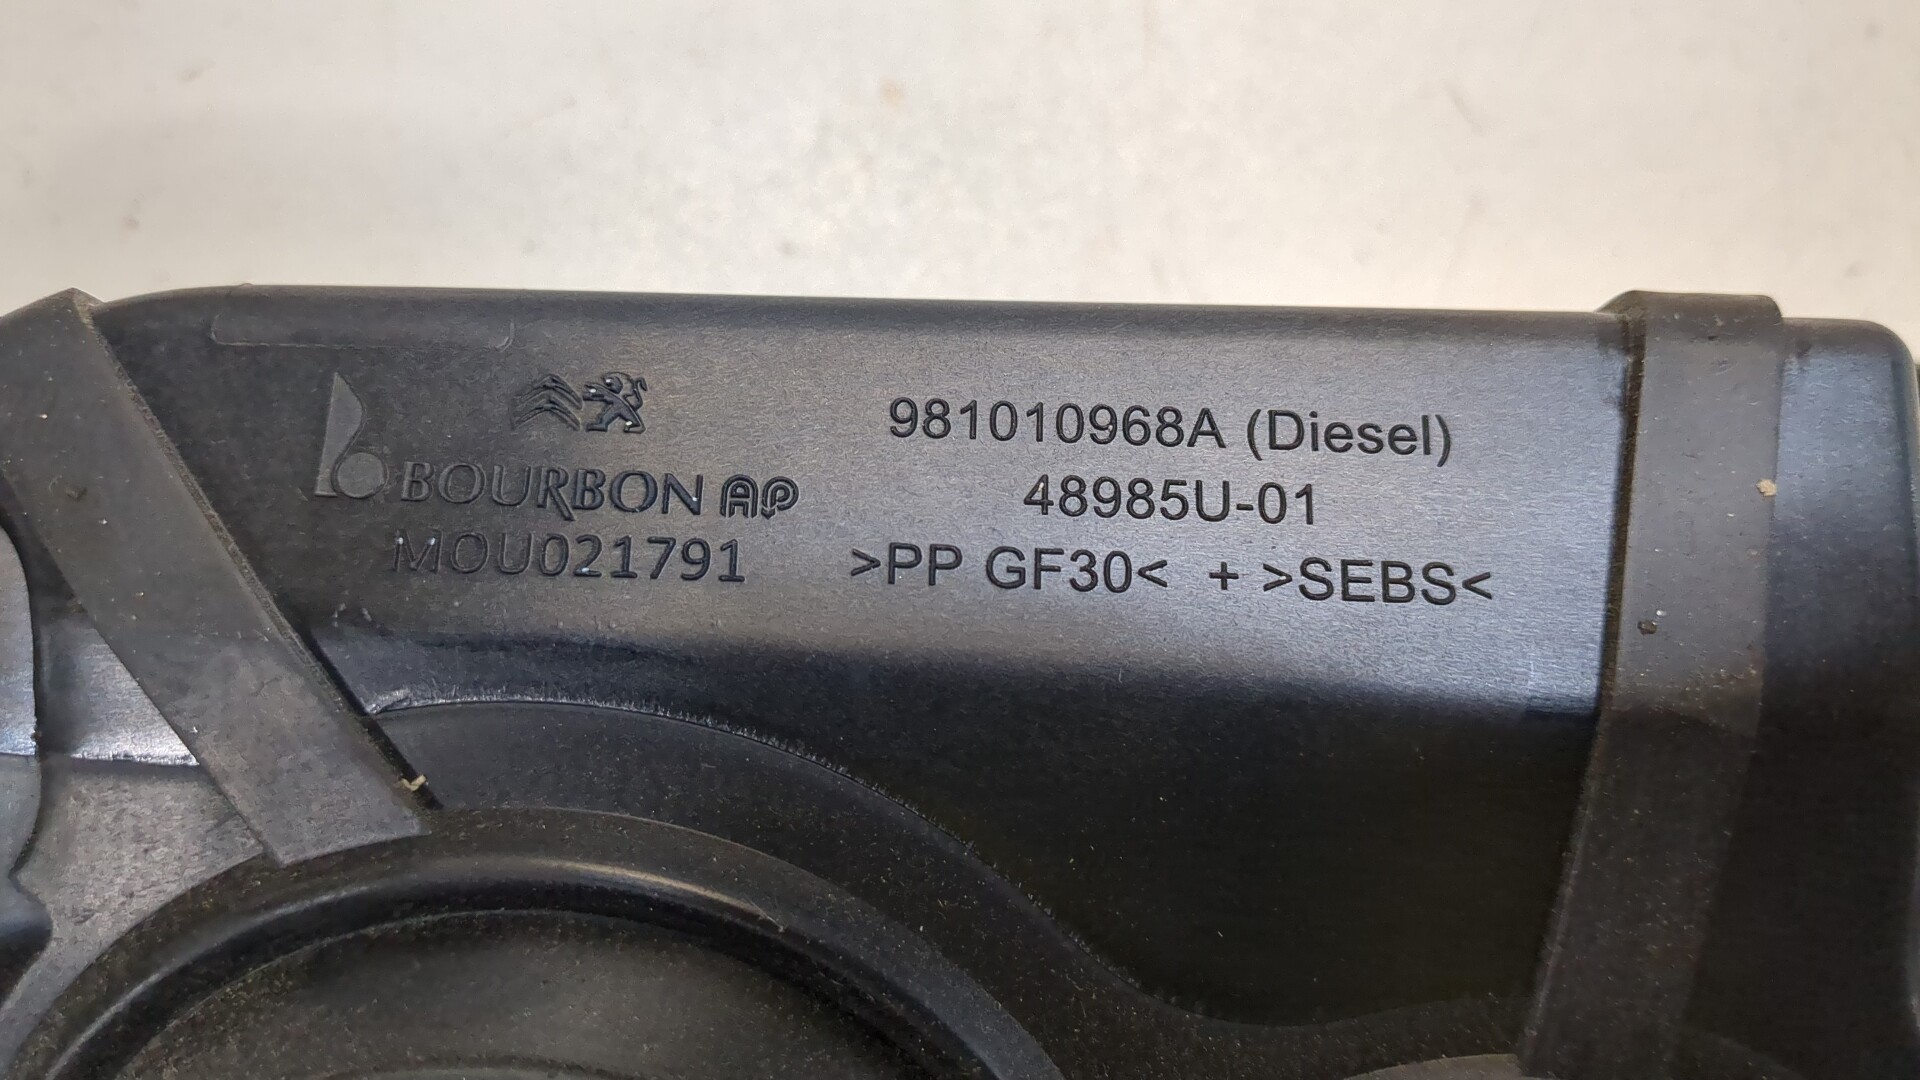 BOURBON AP
MOU021791
981010968A (Diesel)
48985U-01
>PP GF30< + >SEBS<